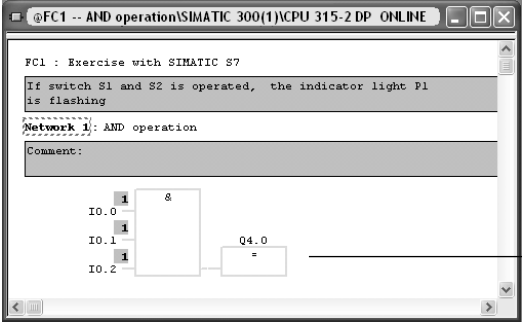 @FC1 -- AND operation\SIMATIC 300(1)\CPU 315-2 DP ONLINE
FC1 : Exercise with SIMATIC S7
If switch S1 and S2 is operated, the indicator light P1
is flashing
Network 1: AND operation
Comment:
1
&
I0.0
1
I0.1
Q4.0
1
=
I0.2